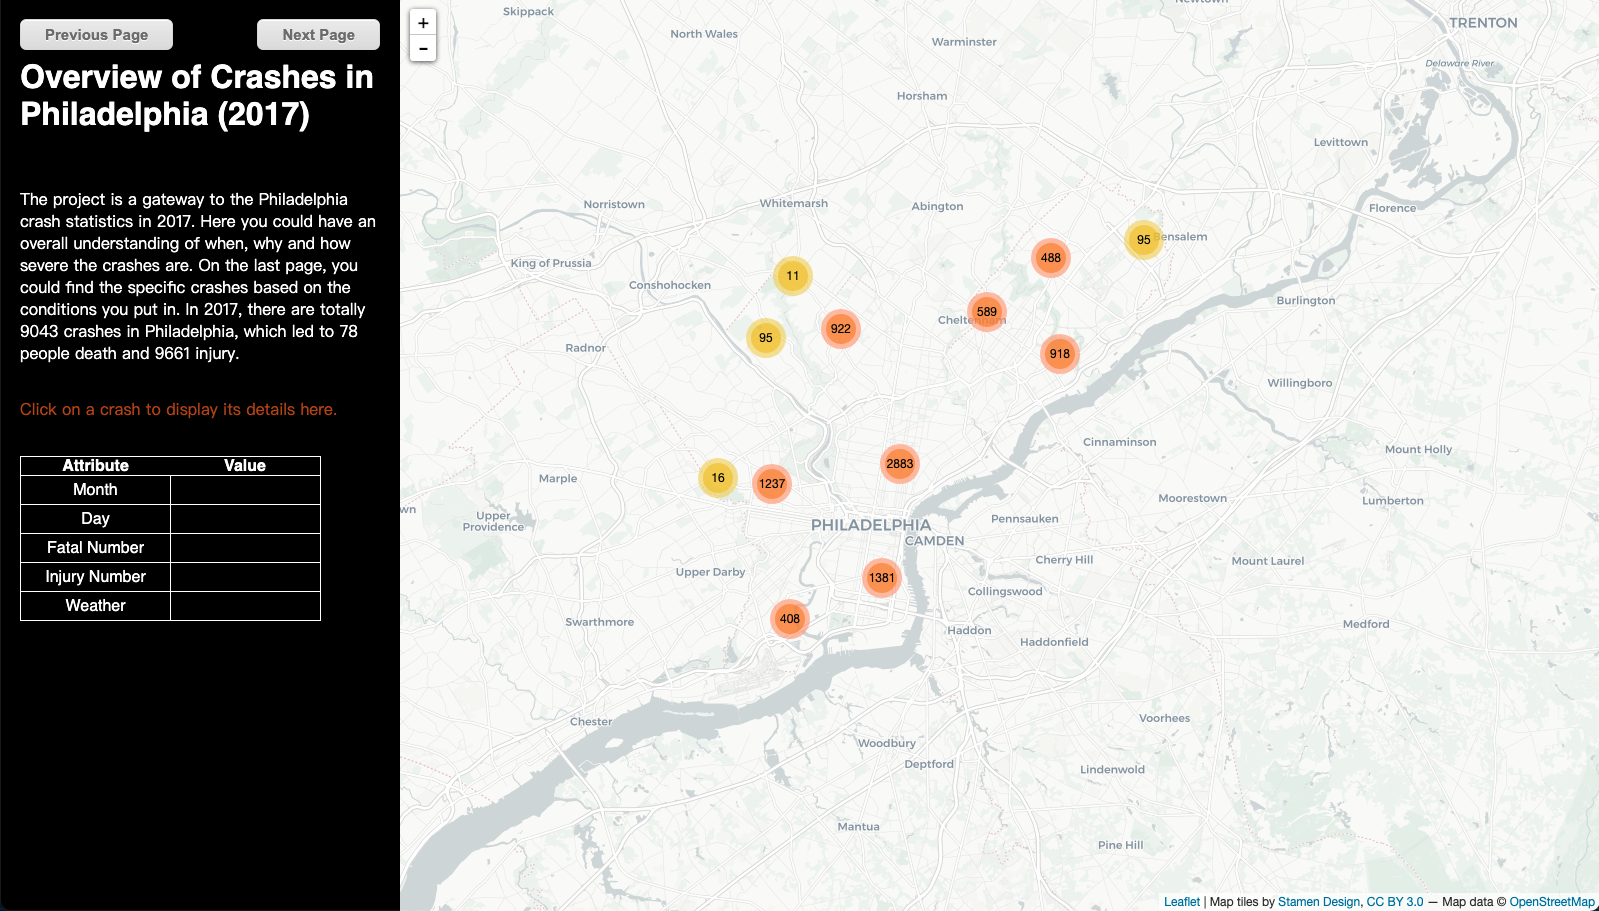 Previous Page
Next Page
Overview of Crashes in
Philadelphia (2017)
The project is a gateway to the Philadelphia
crash statistics in 2017. Here you could have an
overall understanding of when, why and how
severe the crashes are. On the last page, you
could find the specific crashes based on the
conditions you put in. In 2017, there are totally
9043 crashes in Philadelphia, which led to 78
people death and 9661 injury.
Click on a crash to display its details here.
Attribute Value
Month
Day
Fatal Number
Injury Number
Weather
+
-
Skippack
North Wales
Warminster
TRENTON
Delaware River
Horsham
Levittown
Norristown
Whitemarsh
Abington
Florence
95
Bensalem
488
King of Prussia
11
Conshohocken
Burlington
589
Cheltenham
922
95
Radnor
918
Willingboro
Cinnaminson
Mount Holly
2883
16
1237
Marple
wn
Moorestown
Lumberton
Upper
Providence
PHILADELPHIA
Pennsauken
CAMDEN
Cherry Hill
Mount Laurel
Upper Darby
1381
Collingswood
408
Swarthmore
Haddon
Haddonfield
Medford
Chester
Voorhees
Woodbury
Deptford
Lindenwold
Mantua
Pine Hill
Leaflet | Map tiles by Stamen Design, CC BY 3.0 — Map data © OpenStreetMap